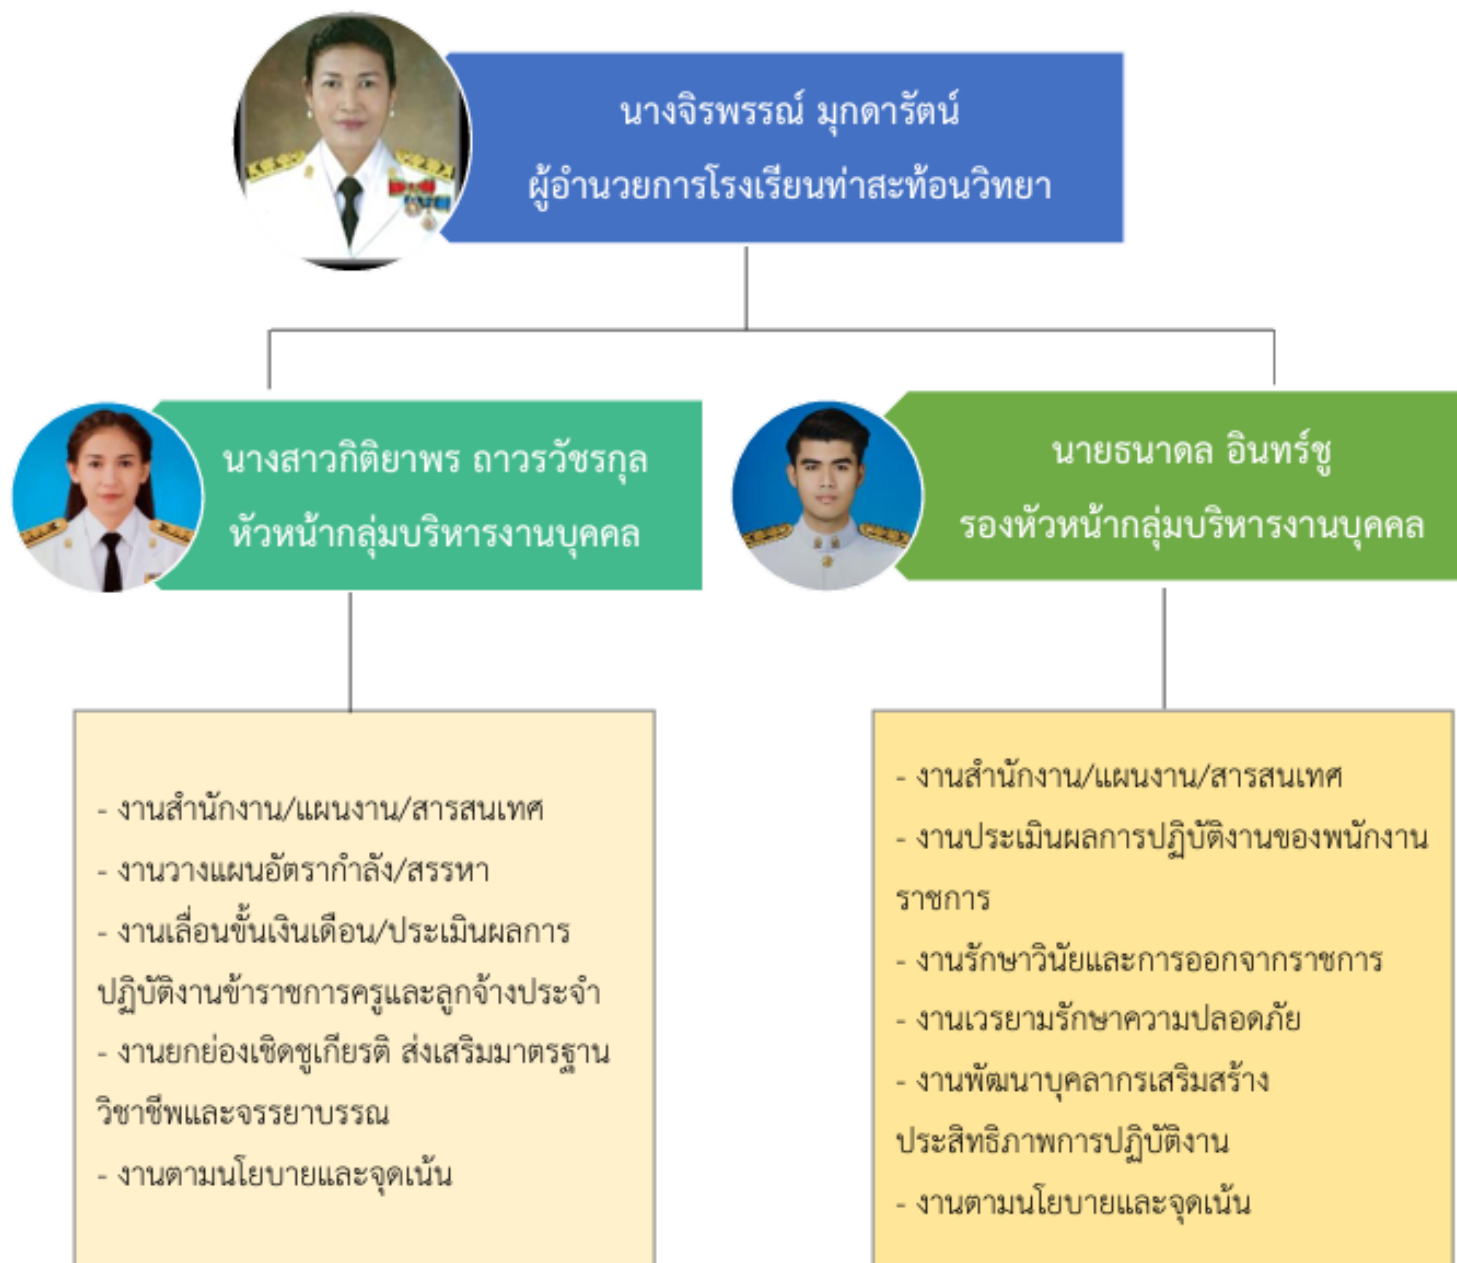 นางจิรพรรณ์ มุกดารัตน์
ผู้อำนวยการโรงเรียนท่าสะท้อนวิทยา
นางสาวกิติยาพร ถาวรวัชรกุล
หัวหน้ากลุ่มบริหารงานบุคคล
นายธนาดล อินทร์ชู
รองหัวหน้ากลุ่มบริหารงานบุคคล
- งานสำนักงาน/แผนงาน/สารสนเทศ
- งานวางแผนอัตรากำลัง/สรรหา
- งานเลื่อนขั้นเงินเดือน/ประเมินผลการ
ปฏิบัติงานข้าราชการครูและลูกจ้างประจำ
- งานยกย่องเชิดชูเกียรติ ส่งเสริมมาตรฐาน
วิชาชีพและจรรยาบรรณ
- งานตามนโยบายและจุดเน้น
- งานสำนักงาน/แผนงาน/สารสนเทศ
- งานประเมินผลการปฏิบัติงานของพนักงาน
ราชการ
- งานรักษาวินัยและการออกจากราชการ
- งานเวรยามรักษาความปลอดภัย
- งานพัฒนาบุคลากรเสริมสร้าง
ประสิทธิภาพการปฏิบัติงาน
- งานตามนโยบายและจุดเน้น